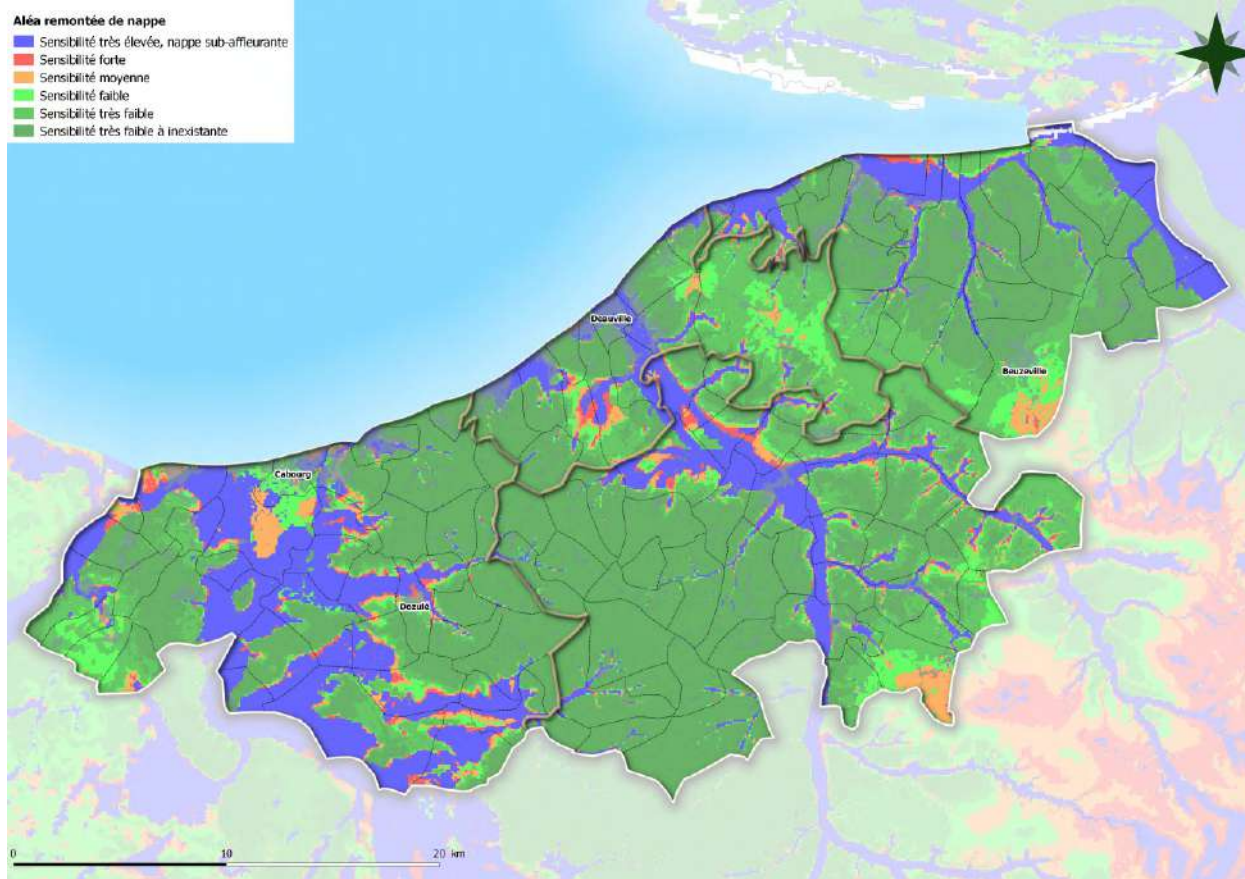 Aléa remontée de nappe
Sensibilité très élevée, nappe sub-affleurante
Sensibilité forte
Sensibilité moyenne
Sensibilité faible
Sensibilité très faible
Sensibilité très faible à inexistante
Deauville
Beuzeville
Cabourg
Dozulé
0 10 20 km